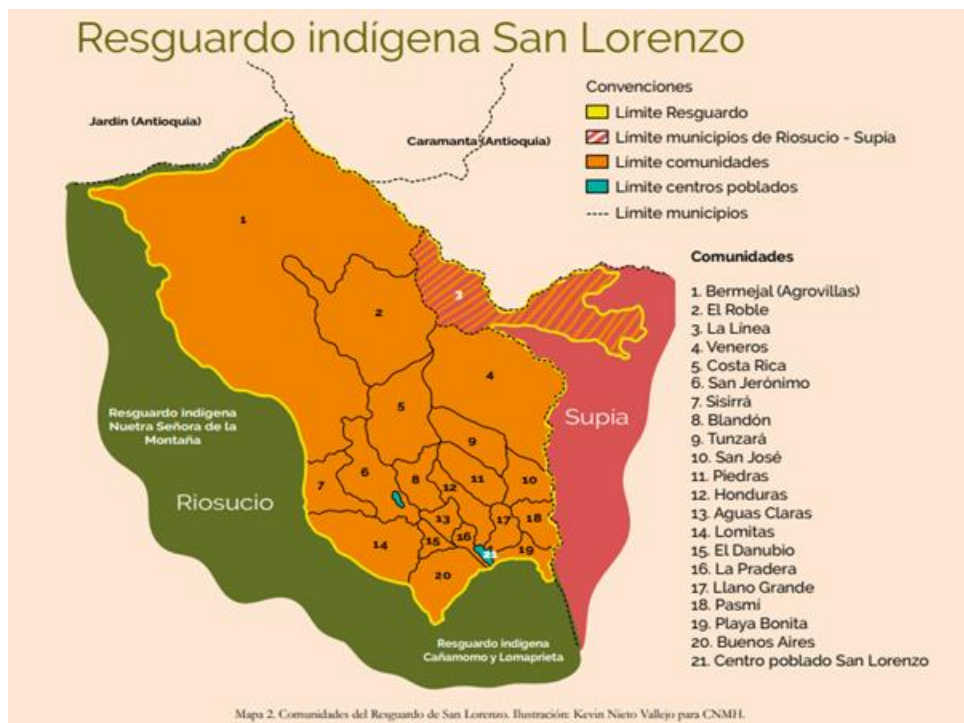 Resguardo indígena San Lorenzo
Jardín (Antioquia)
Caramanta (Antioquia)
Convenciones
Límite Resguardo
Límite municipios de Riosucio - Supia
Límite comunidades
Límite centros poblados
Límite municipios
Comunidades
1. Bermejal (Agrovillas)
2. El Roble
3. La Línea
4. Veneros
5. Costa Rica
6. San Jerónimo
7. Sisirrá
8. Blandón
9. Tunzará
10. San José
11. Piedras
12. Honduras
13. Aguas Claras
14. Lomitas
15. El Danubio
16. La Pradera
17. Llano Grande
18. Pasmí
19. Playa Bonita
20. Buenos Aires
21. Centro poblado San Lorenzo
1
2
3
4
5
6
7
8
9
10
11
12
13
14
15
16
17
18
19
20
21
Supia
Resguardo indígena
Nuetra Señora de la
Montaña
Riosucio
Resguardo indígena
Cañamomo y Lomaprieta
Mapa 2. Comunidades del Resguardo de San Lorenzo. Ilustración: Kevin Nieto Vallejo para CNMH.